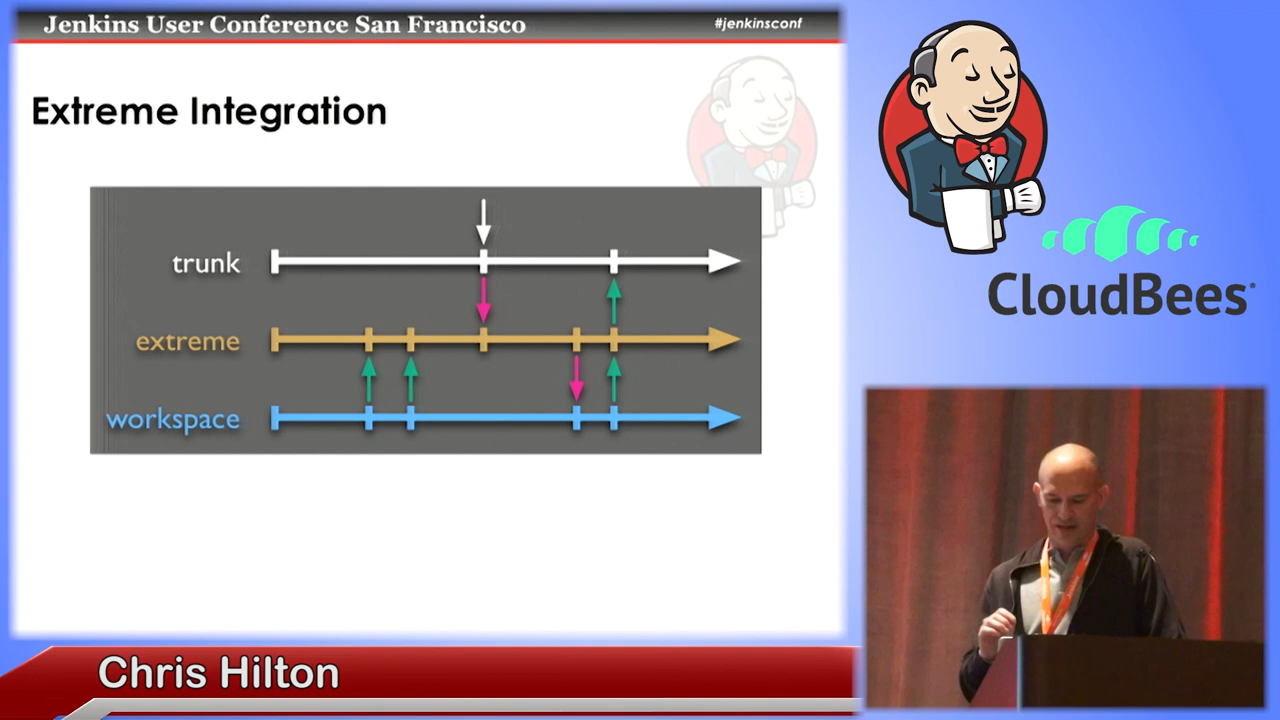 Jenkins User Conference San Francisco
#jenkinsconf
Extreme Integration
trunk
extreme
workspace
CloudBees
Chris Hilton